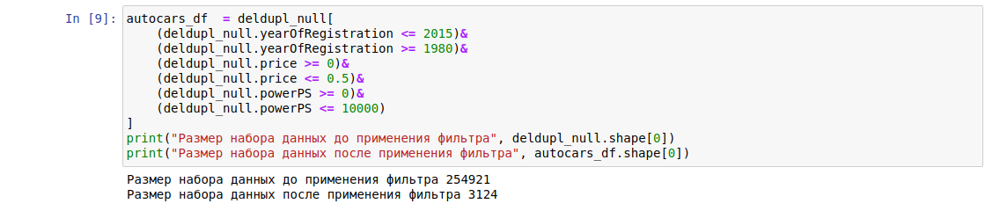 In [9]:
autocars_df  = deldupl_null[
    (deldupl_null.yearOfRegistration <= 2015)&
    (deldupl_null.yearOfRegistration >= 1980)&
    (deldupl_null.price >= 0)&
    (deldupl_null.price <= 0.5)&
    (deldupl_null.powerPS >= 0)&
    (deldupl_null.powerPS <= 10000)
]
print("Размер набора данных до применения фильтра", deldupl_null.shape[0])
print("Размер набора данных после применения фильтра", autocars_df.shape[0])
Размер набора данных до применения фильтра 254921
Размер набора данных после применения фильтра 3124